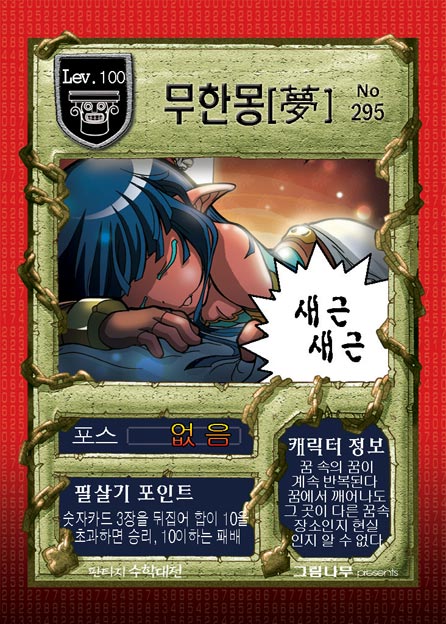 Lev.100
무한몽[夢]
No
295
새근
새근
포스 없음
필살기 포인트
숫자카드 3장을 뒤집어 합이 10을
초과하면 승리, 10이하는 패배
캐릭터 정보
꿈 속의 꿈이
계속 반복된다
꿈에서 깨어나도
그 곳이 다른 꿈속
장소인지 현실
인지 알 수 없다
판타지 수학대전
그림나무 presents